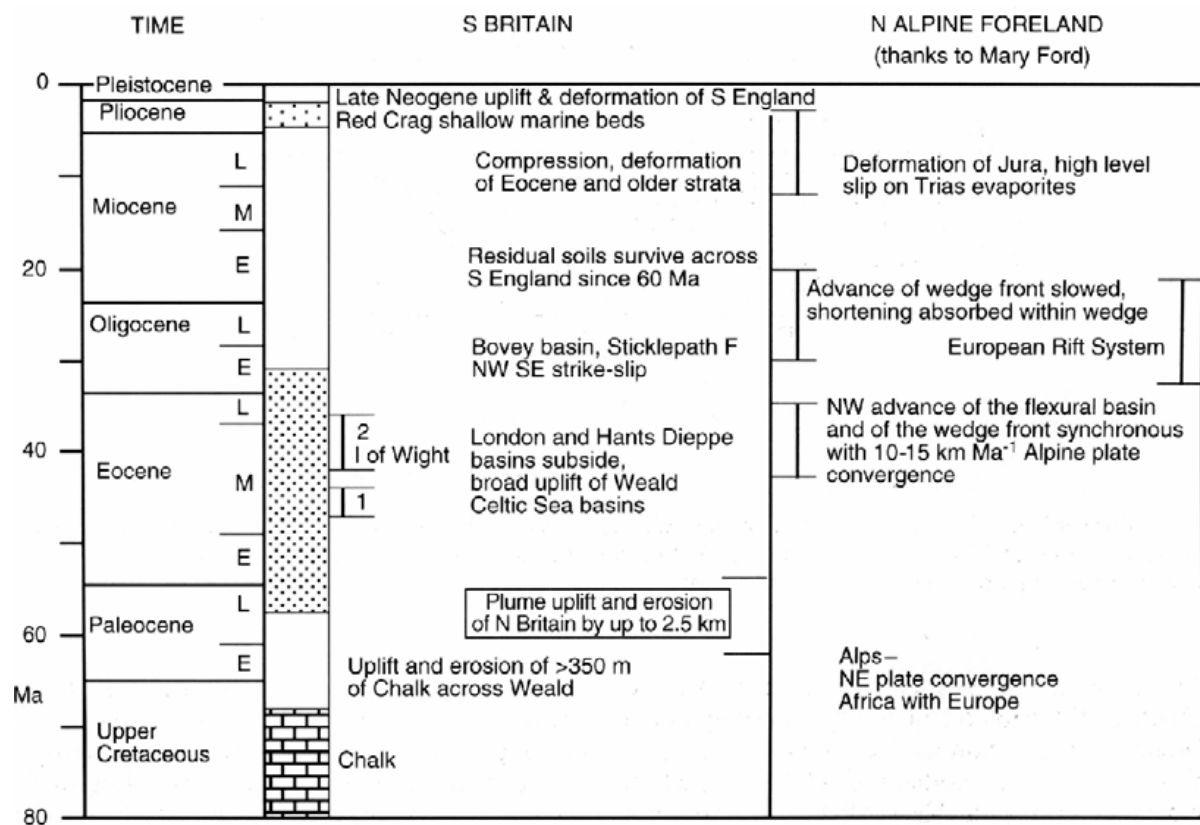 TIME
S BRITAIN
N ALPINE FORELAND
(thanks to Mary Ford)
0
Pleistocene
Pliocene
L
Miocene
M
E
20
Oligocene
L
E
L
40
Eocene
M
E
L
60
Paleocene
E
Ma
Upper
Cretaceous
80
Late Neogene uplift & deformation of S England
Red Crag shallow marine beds
Compression, deformation
of Eocene and older strata
Residual soils survive across
S England since 60 Ma
Bovey basin, Sticklepath F
NW SE strike-slip
2
I of Wight
1
London and Hants Dieppe
basins subside,
broad uplift of Weald
Celtic Sea basins
Plume uplift and erosion
of N Britain by up to 2.5 km
Uplift and erosion of >350 m
of Chalk across Weald
Chalk
Deformation of Jura, high level
slip on Trias evaporites
Advance of wedge front slowed,
shortening absorbed within wedge
European Rift System
NW advance of the flexural basin
and of the wedge front synchronous
with 10-15 km Ma⁻¹ Alpine plate
convergence
Alps–
NE plate convergence
Africa with Europe